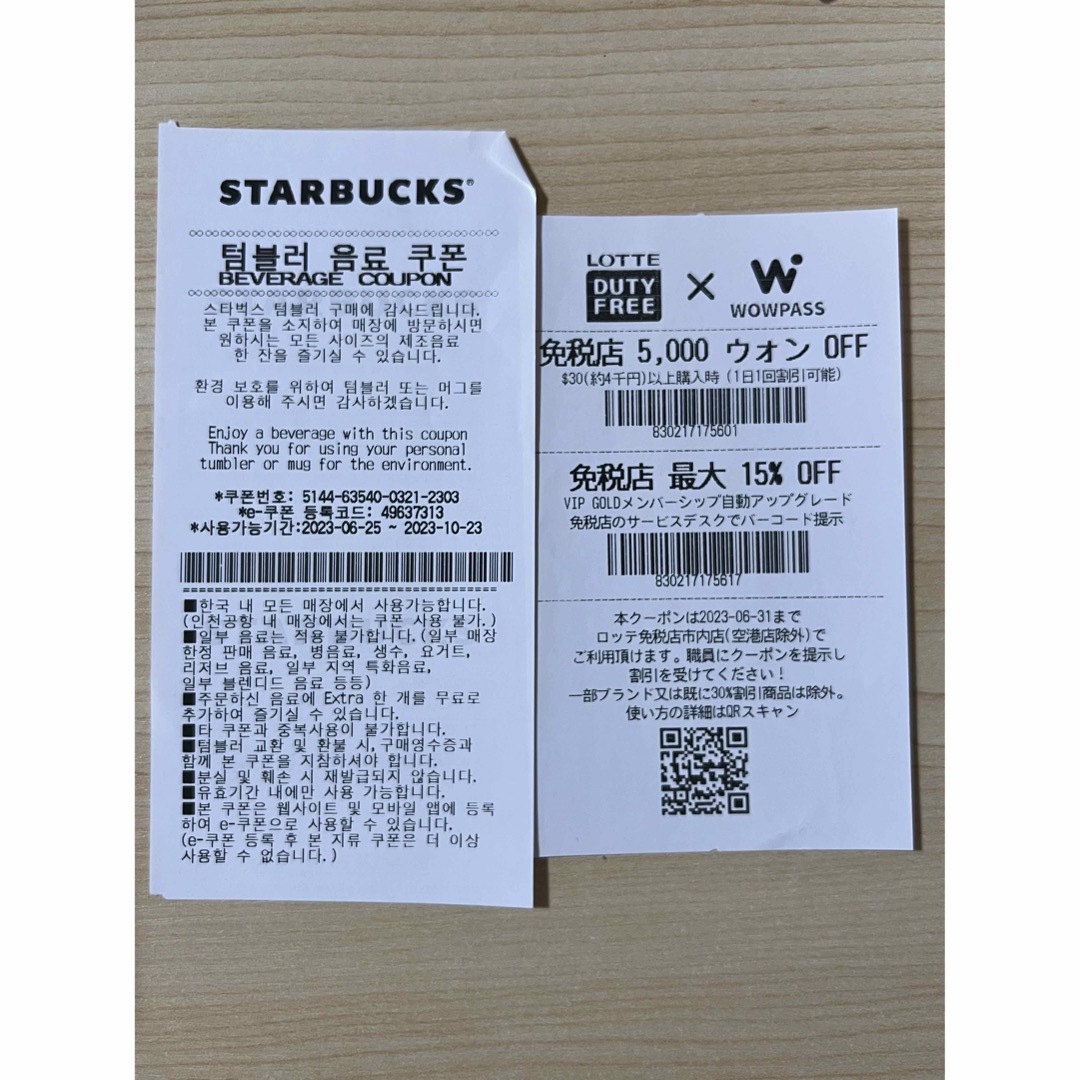 STARBUCKS®
텀블러 음료 쿠폰
BEVERAGE COUPON
스타벅스 텀블러 구매에 감사드립니다.
본 쿠폰을 소지하여 매장에 방문하시면
원하시는 모든 사이즈의 제조음료
한 잔을 즐기실 수 있습니다.
환경 보호를 위하여 텀블러 또는 머그를
이용해 주시면 감사하겠습니다.
Enjoy a beverage with this coupon
Thank you for using your personal
tumbler or mug for the environment.
*쿠폰번호: 5144-63540-0321-2303
*e-쿠폰 등록코드: 49637313
*사용가능기간:2023-06-25 ~ 2023-10-23
■한국 내 모든 매장에서 사용가능합니다.
(인천공항 내 매장에서는 쿠폰 사용 불가.)
■일부 음료는 적용 불가합니다.(일부 매장
한정 판매 음료, 병음료, 생수, 요거트,
리저브 음료, 일부 지역 특화음료,
일부 블렌디드 음료 등등)
■주문하신 음료에 Extra 한 개를 무료로
추가하여 즐기실 수 있습니다.
■타 쿠폰과 중복사용이 불가합니다.
■텀블러 교환 및 환불 시,구매영수증과
함께 본 쿠폰을 지참하셔야 합니다.
■분실 및 훼손 시 재발급되지 않습니다.
■유효기간 내에만 사용 가능합니다.
■본 쿠폰은 웹사이트 및 모바일 앱에 등록
하여 e-쿠폰으로 사용할 수 있습니다.
(e-쿠폰 등록 후 본 지류 쿠폰은 더 이상
사용할 수 없습니다.)
LOTTE
DUTY
FREE
×
W
WOWPASS
免税店 5,000 ウォン OFF
$30(約4千円)以上購入時 (1日1回割引可能)
830217175601
免税店 最大 15% OFF
VIP GOLDメンバーシップ自動アップグレード
免税店のサービスデスクでバーコード提示
830217175617
本クーポンは2023-06-31まで
ロッテ免税店市内店(空港店除外)で
ご利用頂けます。職員にクーポンを提示し
割引を受けてください！
一部ブランド又は既に30%割引商品は除外。
使い方の詳細はQRスキャン